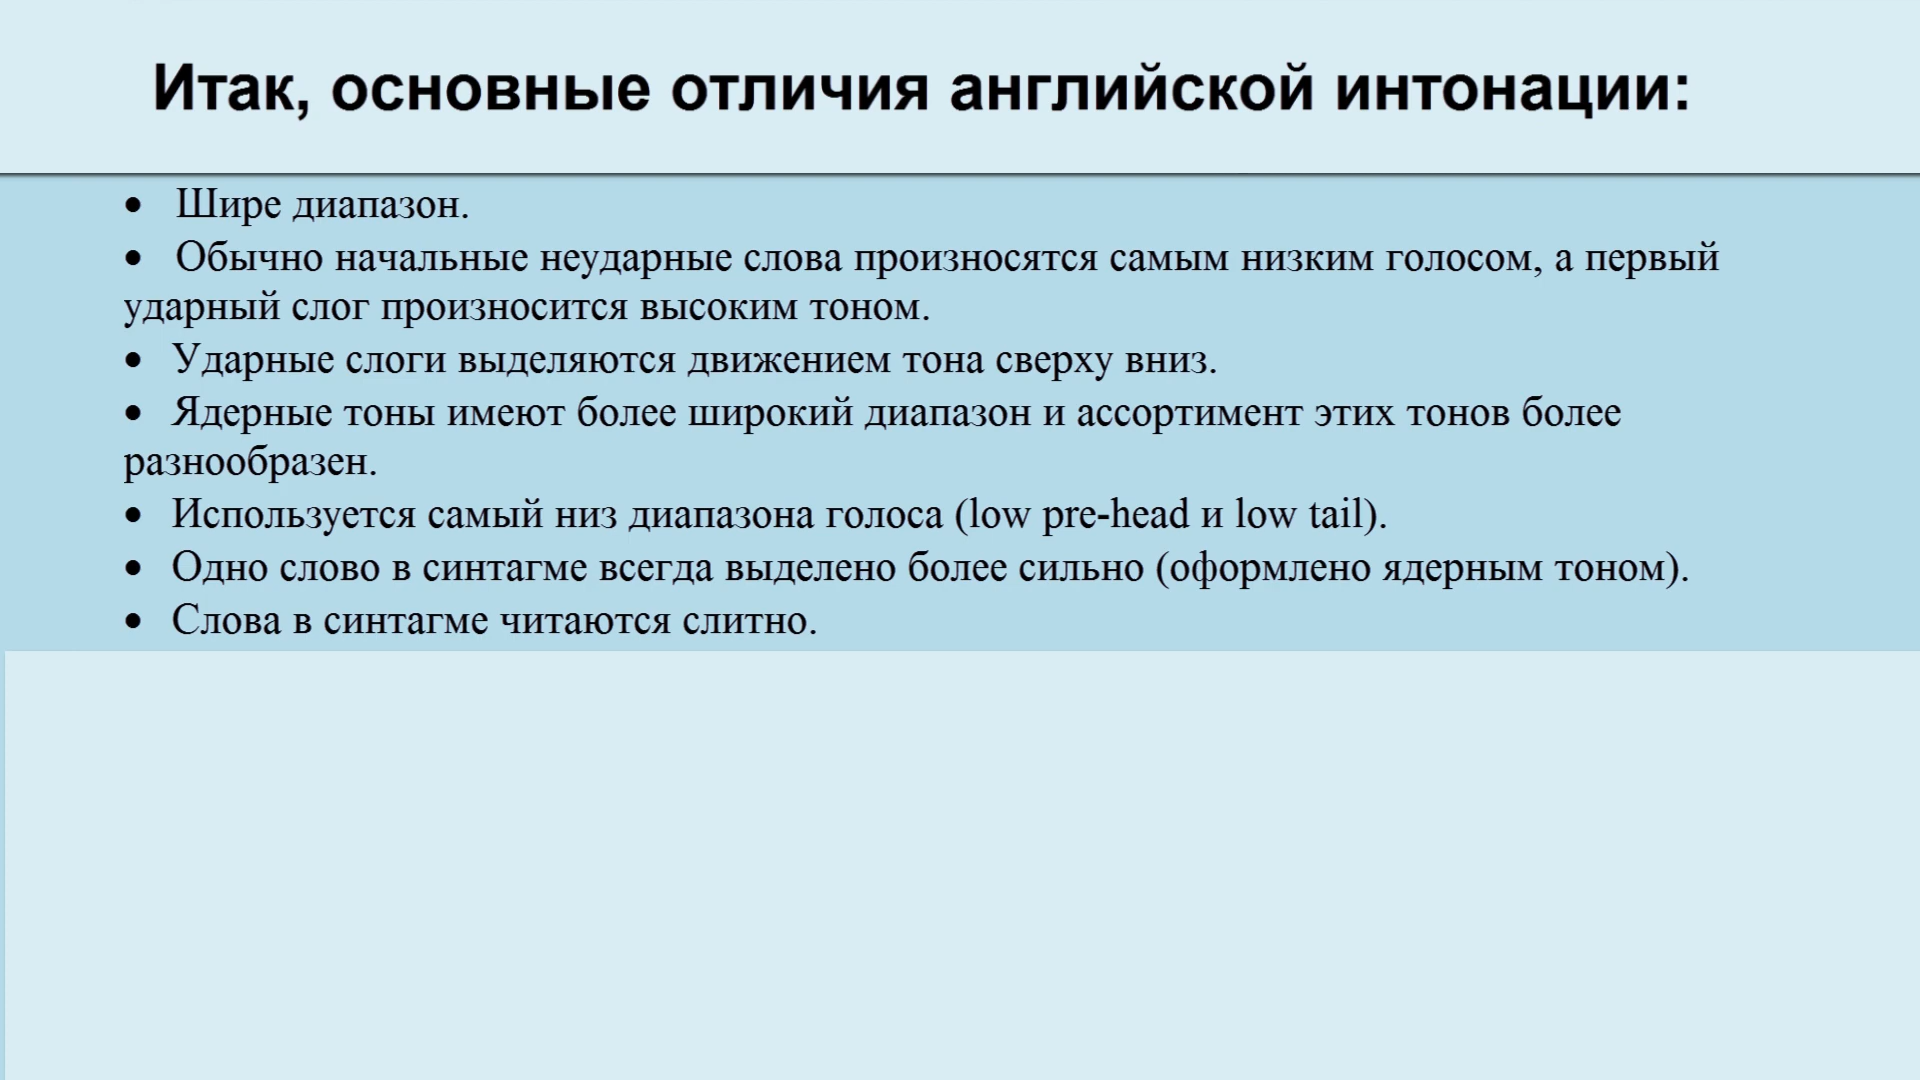 Итак, основные отличия английской интонации:
• Шире диапазон.
• Обычно начальные неударные слова произносятся самым низким голосом, а первый
ударный слог произносится высоким тоном.
• Ударные слоги выделяются движением тона сверху вниз.
• Ядерные тоны имеют более широкий диапазон и ассортимент этих тонов более
разнообразен.
• Используется самый низ диапазона голоса (low pre-head и low tail).
• Одно слово в синтагме всегда выделено более сильно (оформлено ядерным тоном).
• Слова в синтагме читаются слитно.